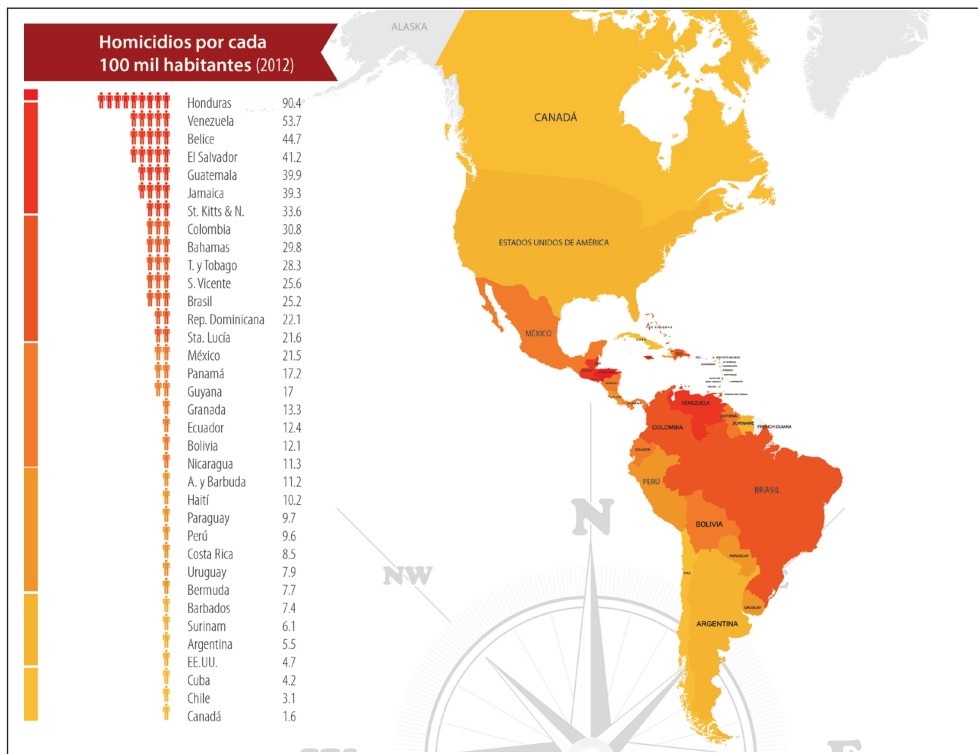 Homicidios por cada
100 mil habitantes (2012)
Honduras 90.4
Venezuela 53.7
Belice 44.7
El Salvador 41.2
Guatemala 39.9
Jamaica 39.3
St. Kitts & N. 33.6
Colombia 30.8
Bahamas 29.8
T. y Tobago 28.3
S. Vicente 25.6
Brasil 25.2
Rep. Dominicana 22.1
Sta. Lucía 21.6
México 21.5
Panamá 17.2
Guyana 17
Granada 13.3
Ecuador 12.4
Bolivia 12.1
Nicaragua 11.3
A. y Barbuda 11.2
Haití 10.2
Paraguay 9.7
Perú 9.6
Costa Rica 8.5
Uruguay 7.9
Bermuda 7.7
Barbados 7.4
Surinam 6.1
Argentina 5.5
EE.UU. 4.7
Cuba 4.2
Chile 3.1
Canadá 1.6
ALASKA
CANADÁ
ESTADOS UNIDOS DE AMÉRICA
MÉXICO
VENEZUELA
GUYANA
SURINAME
FRENCH GUIANA
COLOMBIA
ECUADOR
PERÚ
BRASIL
BOLIVIA
PARAGUAY
CHILE
URUGUAY
ARGENTINA
N
NW
E